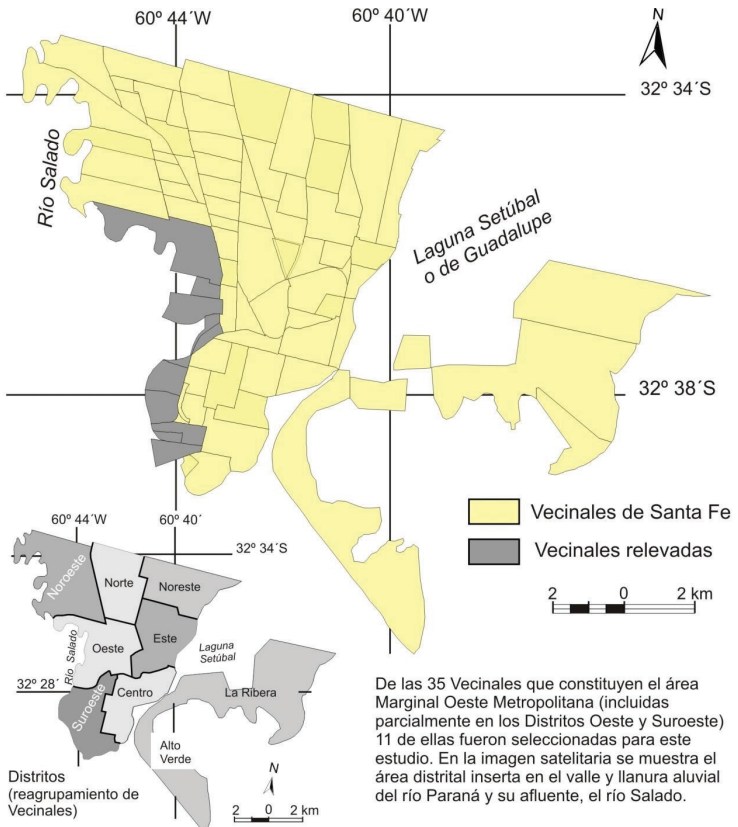 60º 44´W
60º 40´W
N
32º 34´S
Río Salado
Laguna Setúbal
o de Guadalupe
32º 38´S
Vecinales de Santa Fe
Vecinales relevadas
2 0 2 km
60º 44´W
60º 40´
32º 34´S
Noroeste
Norte
Noreste
Río Salado
Oeste
Este
Laguna
Setúbal
32º 28´
Suroeste
Centro
La Ribera
Alto
Verde
Distritos
(reagrupamiento de
Vecinales)
N
2 0 2 km
De las 35 Vecinales que constituyen el área
Marginal Oeste Metropolitana (incluidas
parcialmente en los Distritos Oeste y Suroeste)
11 de ellas fueron seleccionadas para este
estudio. En la imagen satelitaria se muestra el
área distrital inserta en el valle y llanura aluvial
del río Paraná y su afluente, el río Salado.